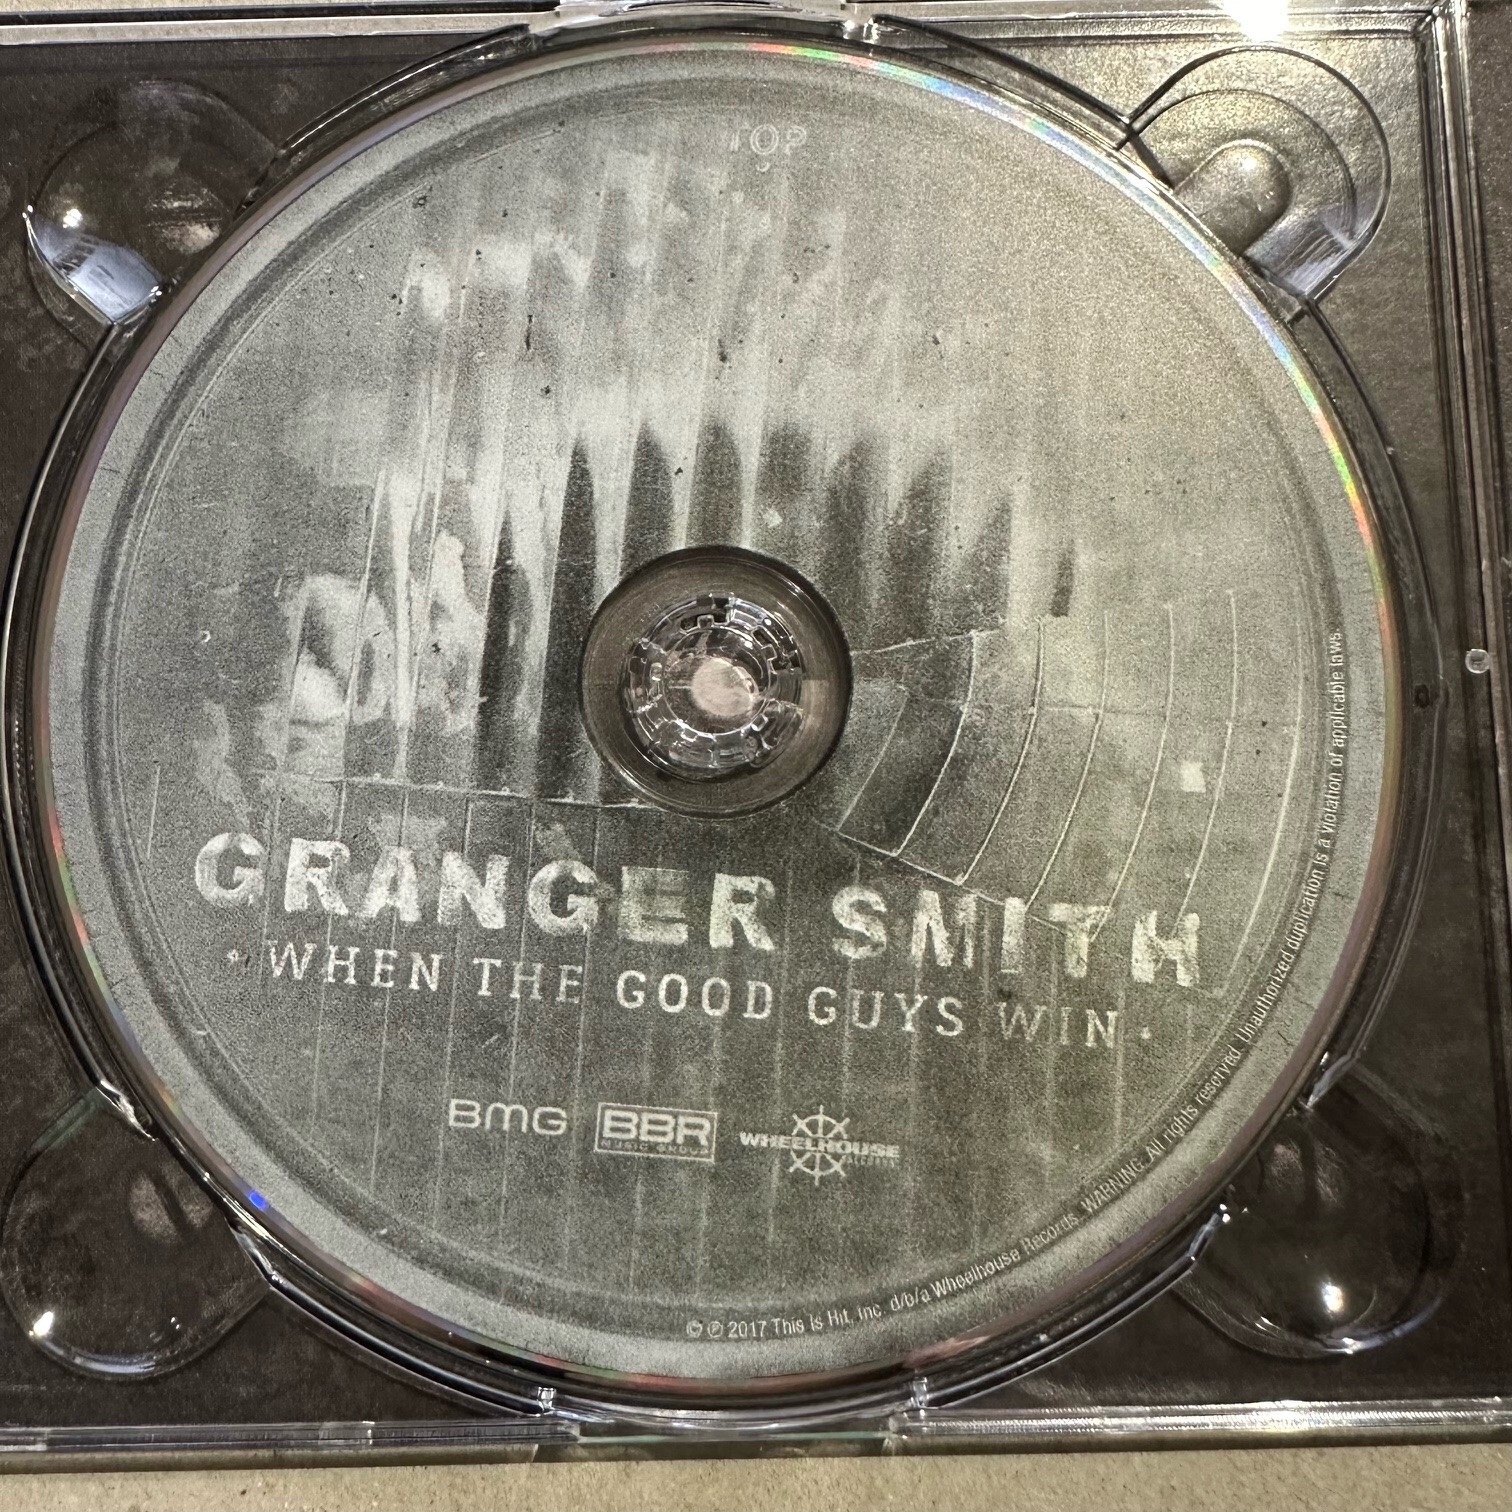 TOP
GRANGER SMITH
• WHEN THE GOOD GUYS WIN •
BMG
BBR
MUSIC GROUP
WHEELHOUSE
© ℗ 2017 This Is Hit, Inc. d/b/a Wheelhouse Records. WARNING: All rights reserved. Unauthorized duplication is a violation of applicable laws.